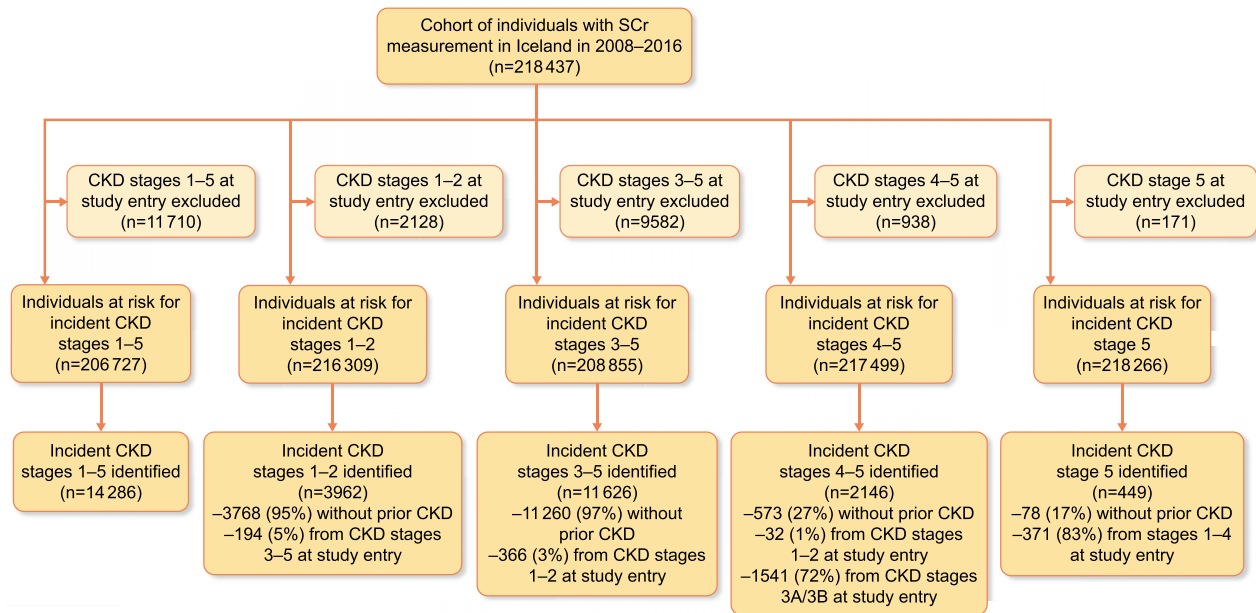 Cohort of individuals with SCr
measurement in Iceland in 2008–2016
(n=218 437)
CKD stages 1–5 at
study entry excluded
(n=11 710)
CKD stages 1–2 at
study entry excluded
(n=2128)
CKD stages 3–5 at
study entry excluded
(n=9582)
CKD stages 4–5 at
study entry excluded
(n=938)
CKD stage 5 at
study entry excluded
(n=171)
Individuals at risk for
incident CKD
stages 1–5
(n=206 727)
Individuals at risk for
incident CKD
stages 1–2
(n=216 309)
Individuals at risk for
incident CKD
stages 3–5
(n=208 855)
Individuals at risk for
incident CKD
stages 4–5
(n=217 499)
Individuals at risk for
incident CKD
stage 5
(n=218 266)
Incident CKD
stages 1–5 identified
(n=14 286)
Incident CKD
stages 1–2 identified
(n=3962)
–3768 (95%) without prior CKD
–194 (5%) from CKD stages
3–5 at study entry
Incident CKD
stages 3–5 identified
(n=11 626)
–11 260 (97%) without
prior CKD
–366 (3%) from CKD stages
1–2 at study entry
Incident CKD
stages 4–5 identified
(n=2146)
–573 (27%) without prior CKD
–32 (1%) from CKD stages
1–2 at study entry
–1541 (72%) from CKD stages
3A/3B at study entry
Incident CKD
stage 5 identified
(n=449)
–78 (17%) without prior CKD
–371 (83%) from stages 1–4
at study entry